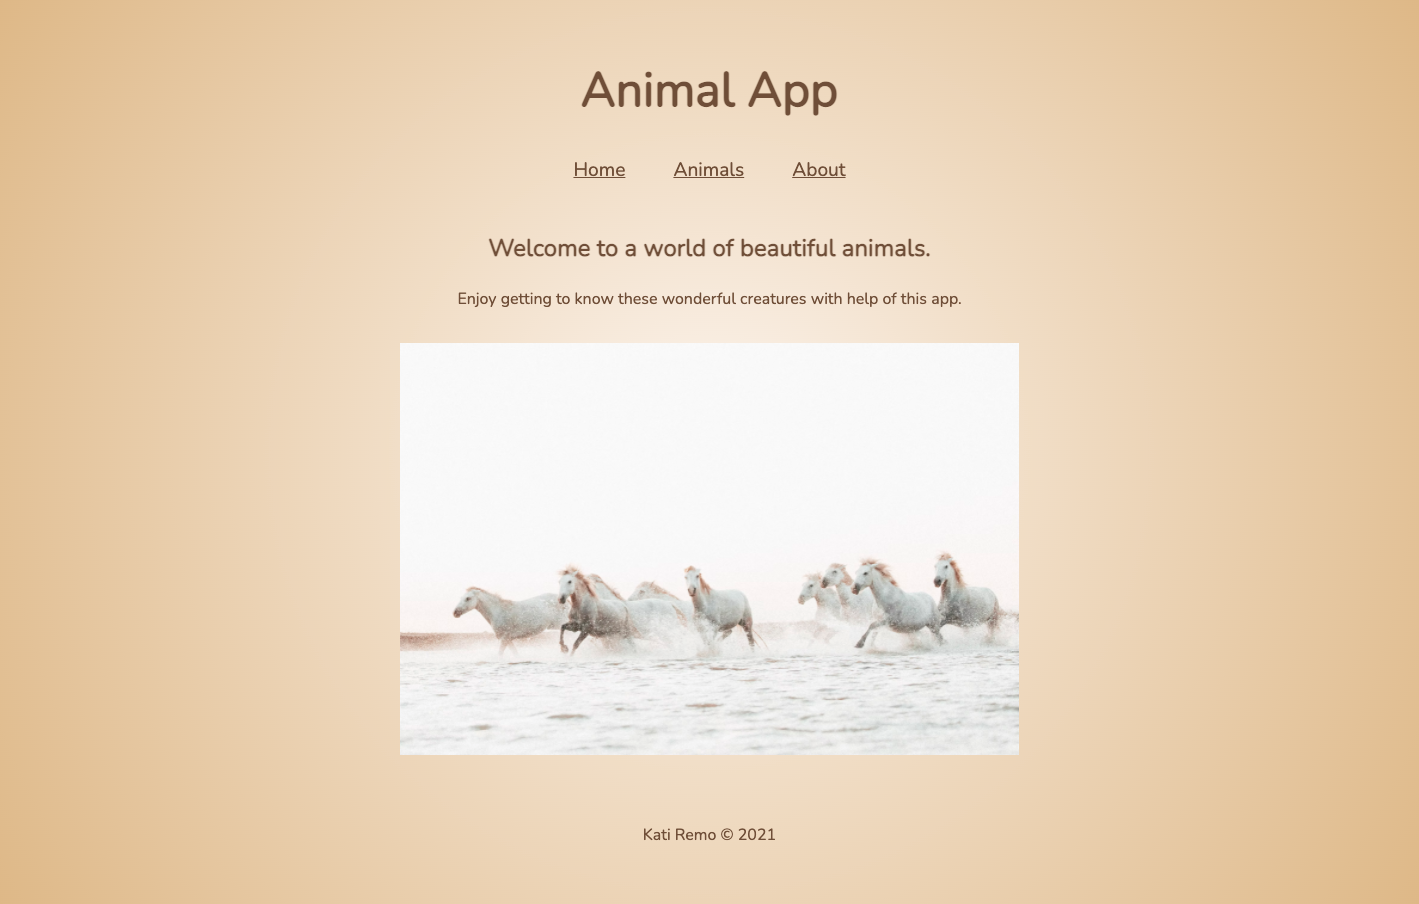 Animal App
Home Animals About
Welcome to a world of beautiful animals.
Enjoy getting to know these wonderful creatures with help of this app.
Kati Remo © 2021